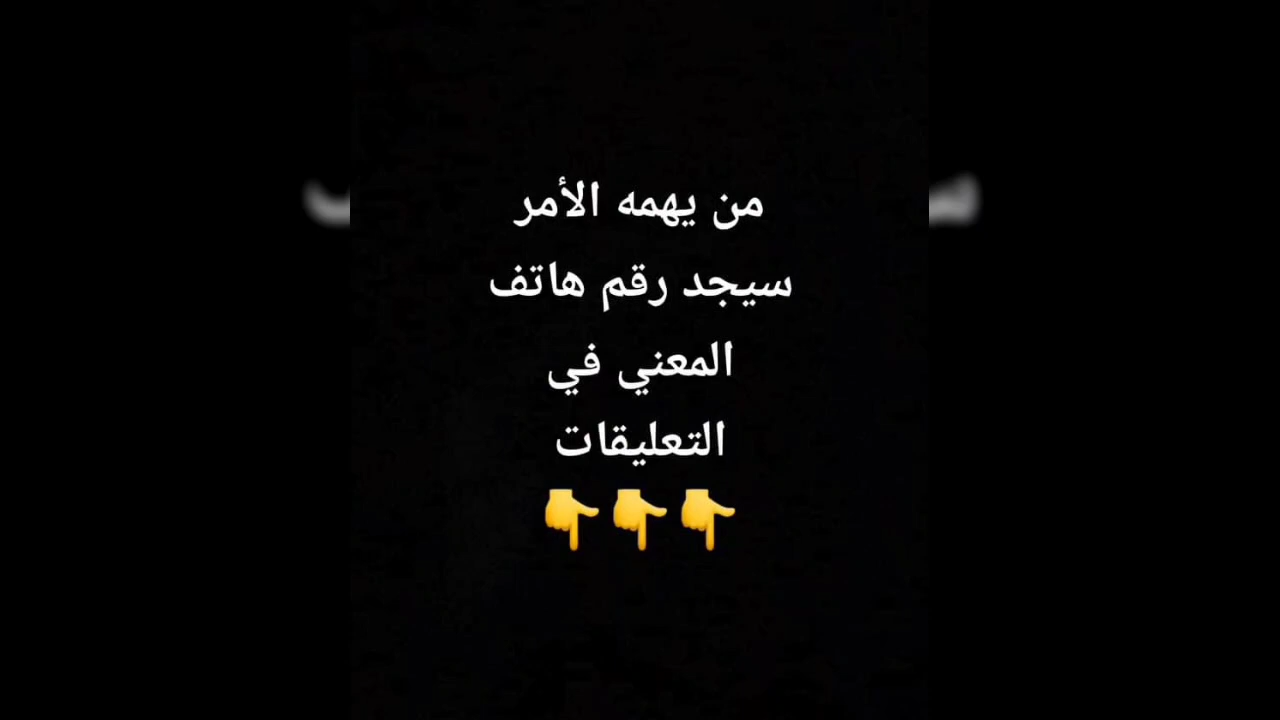 من يهمه الأمر
سيجد رقم هاتف
المعني في
التعليقات
👇👇👇